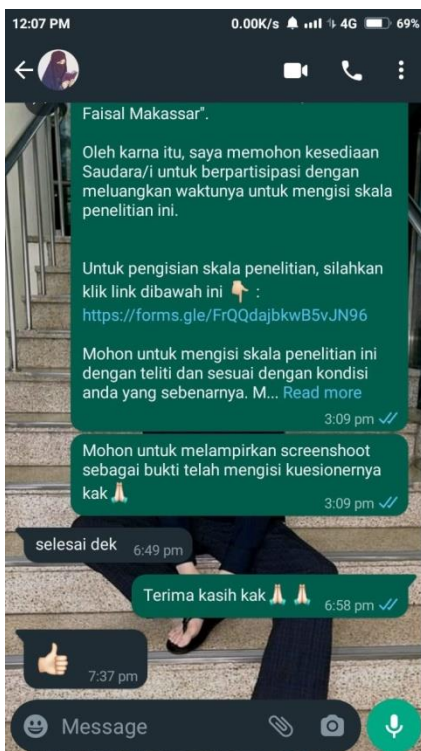 12:07 PM 0.00K/s 4G 69%
Faisal Makassar".
Oleh karna itu, saya memohon kesediaan
Saudara/i untuk berpartisipasi dengan
meluangkan waktunya untuk mengisi skala
penelitian ini.
Untuk pengisian skala penelitian, silahkan
klik link dibawah ini 👇🏻 :
https://forms.gle/FrQQdajbkwB5vJN96
Mohon untuk mengisi skala penelitian ini
dengan teliti dan sesuai dengan kondisi
anda yang sebenarnya. M... Read more
3:09 pm
Mohon untuk melampirkan screenshoot
sebagai bukti telah mengisi kuesionernya
kak 🙏🏻
3:09 pm
selesai dek 6:49 pm
Terima kasih kak 🙏🏻 🙏🏻 6:58 pm
👍🏻 7:37 pm
Message